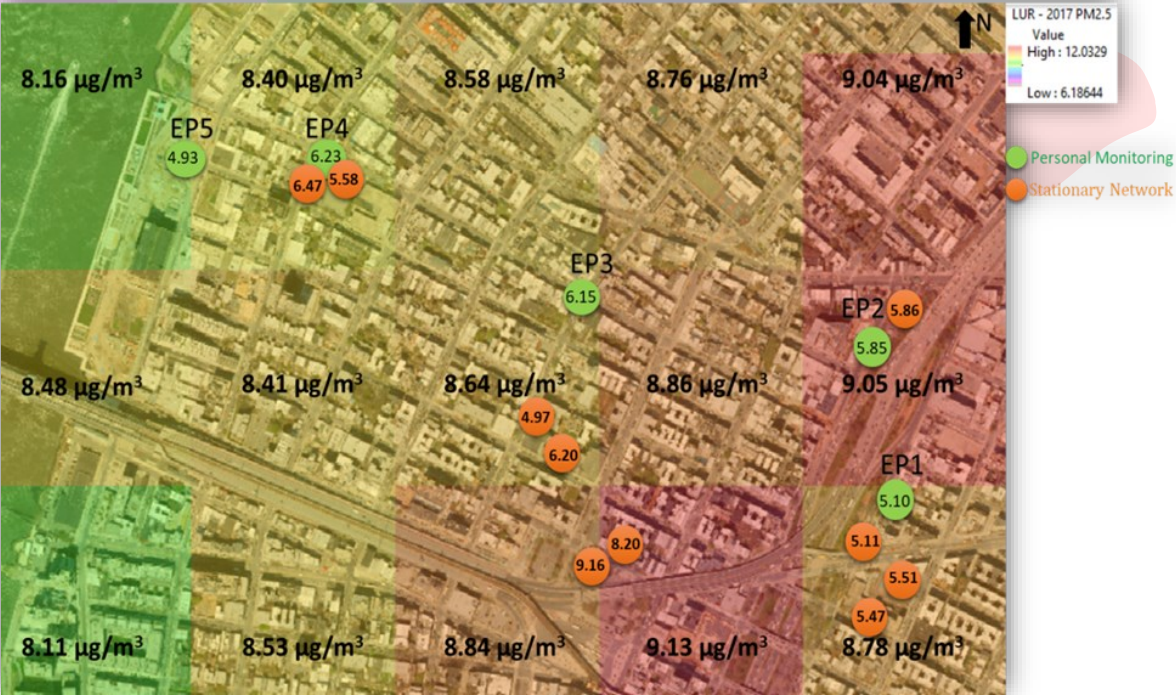 N
LUR - 2017 PM2.5
Value
High : 12.0329
Low : 6.18644
8.16 µg/m³
8.40 µg/m³
8.58 µg/m³
8.76 µg/m³
9.04 µg/m³
EP5
4.93
EP4
6.23
6.47
5.58
Personal Monitoring
Stationary Network
EP3
6.15
EP2
5.86
5.85
8.48 µg/m³
8.41 µg/m³
8.64 µg/m³
8.86 µg/m³
9.05 µg/m³
4.97
6.20
EP1
5.10
9.16
8.20
5.11
5.51
5.47
8.11 µg/m³
8.53 µg/m³
8.84 µg/m³
9.13 µg/m³
8.78 µg/m³